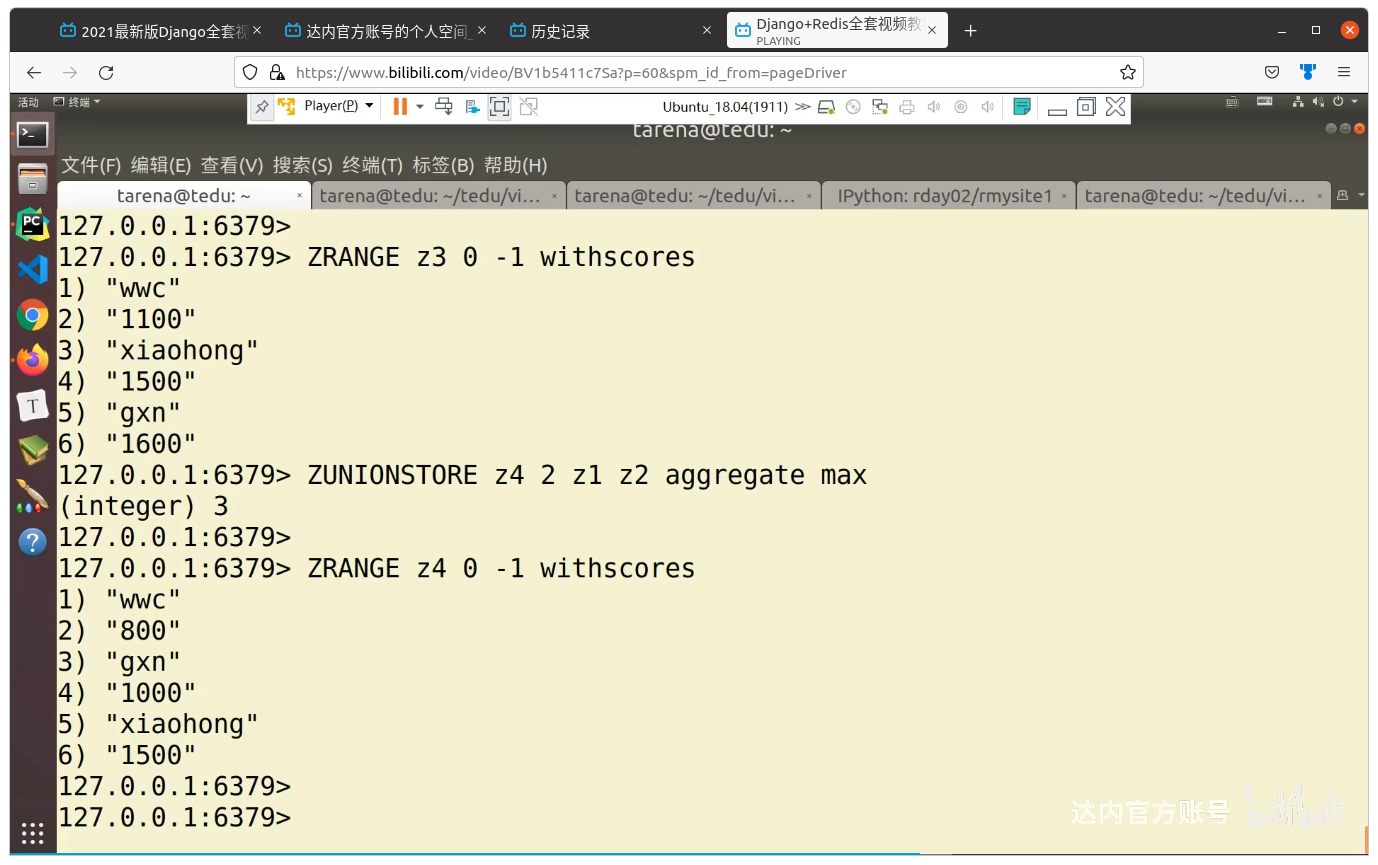 2021最新版Django全套视
达内官方账号的个人空间_
历史记录
Django+Redis全套视频教
PLAYING
https://www.bilibili.com/video/BV1b5411c7Sa?p=60&spm_id_from=pageDriver
活动 终端
Player(P)
Ubuntu_18.04(1911)
tarena@tedu: ~
文件(F) 编辑(E) 查看(V) 搜索(S) 终端(T) 标签(B) 帮助(H)
tarena@tedu: ~
tarena@tedu: ~/tedu/vi...
tarena@tedu: ~/tedu/vi...
IPython: rday02/rmysite1
tarena@tedu: ~/tedu/vi...
127.0.0.1:6379>
127.0.0.1:6379> ZRANGE z3 0 -1 withscores
1) "wwc"
2) "1100"
3) "xiaohong"
4) "1500"
5) "gxn"
6) "1600"
127.0.0.1:6379> ZUNIONSTORE z4 2 z1 z2 aggregate max
(integer) 3
127.0.0.1:6379>
127.0.0.1:6379> ZRANGE z4 0 -1 withscores
1) "wwc"
2) "800"
3) "gxn"
4) "1000"
5) "xiaohong"
6) "1500"
127.0.0.1:6379>
127.0.0.1:6379>
达内官方账号 bilibili
PC
T